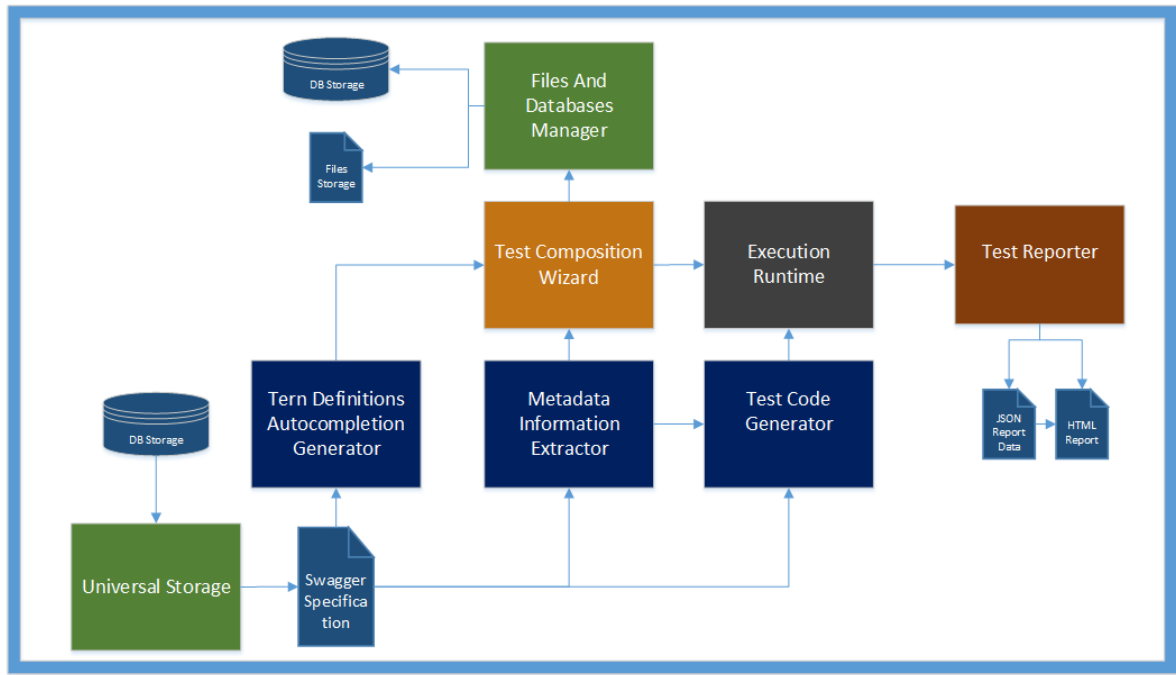 DB Storage
Files And
Databases
Manager
Files
Storage
Test Composition
Wizard
Execution
Runtime
Test Reporter
Tern Definitions
Autocompletion
Generator
Metadata
Information
Extractor
Test Code
Generator
JSON
Report
Data
HTML
Report
DB Storage
Universal Storage
Swagger
Specifica
tion